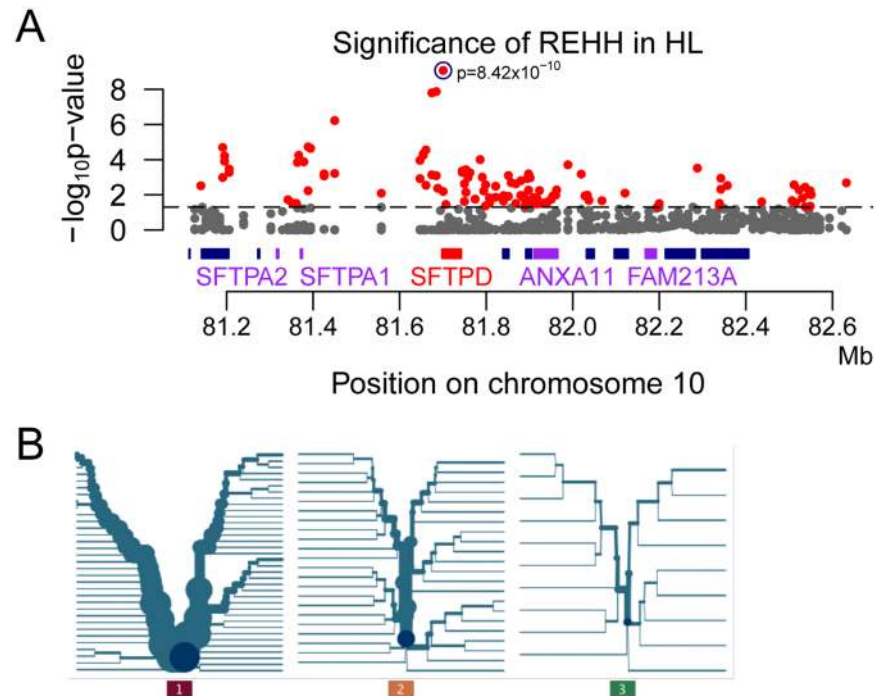 A
Significance of REHH in HL
p=8.42x10⁻¹⁰
−log₁₀p−value
8
6
4
2
0
SFTPA2 SFTPA1 SFTPD ANXA11 FAM213A
81.2 81.4 81.6 81.8 82.0 82.2 82.4 82.6
Mb
Position on chromosome 10
B
1 2 3